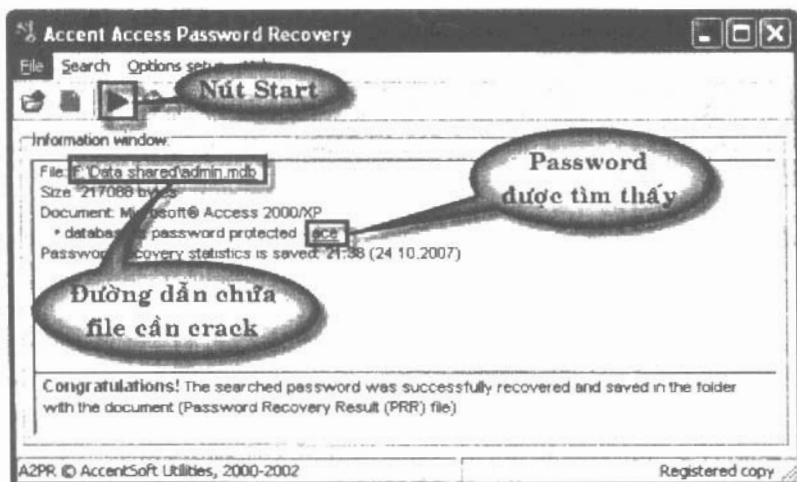 Accent Access Password Recovery
File Search Options
Nút Start
Information window:
File: F:\Data shared\admin.mdb
Size 217088 bytes
Password
được tìm thấy
Document: Microsoft® Access 2000/XP
* database is password protected ace
Password recovery statistics is saved: 21:38 (24 10.2007)
Đường dẫn chứa
file cần crack
Congratulations! The searched password was successfully recovered and saved in the folder
with the document (Password Recovery Result (PRR) file)
A2PR © AccentSoft Utilities, 2000-2002
Registered copy